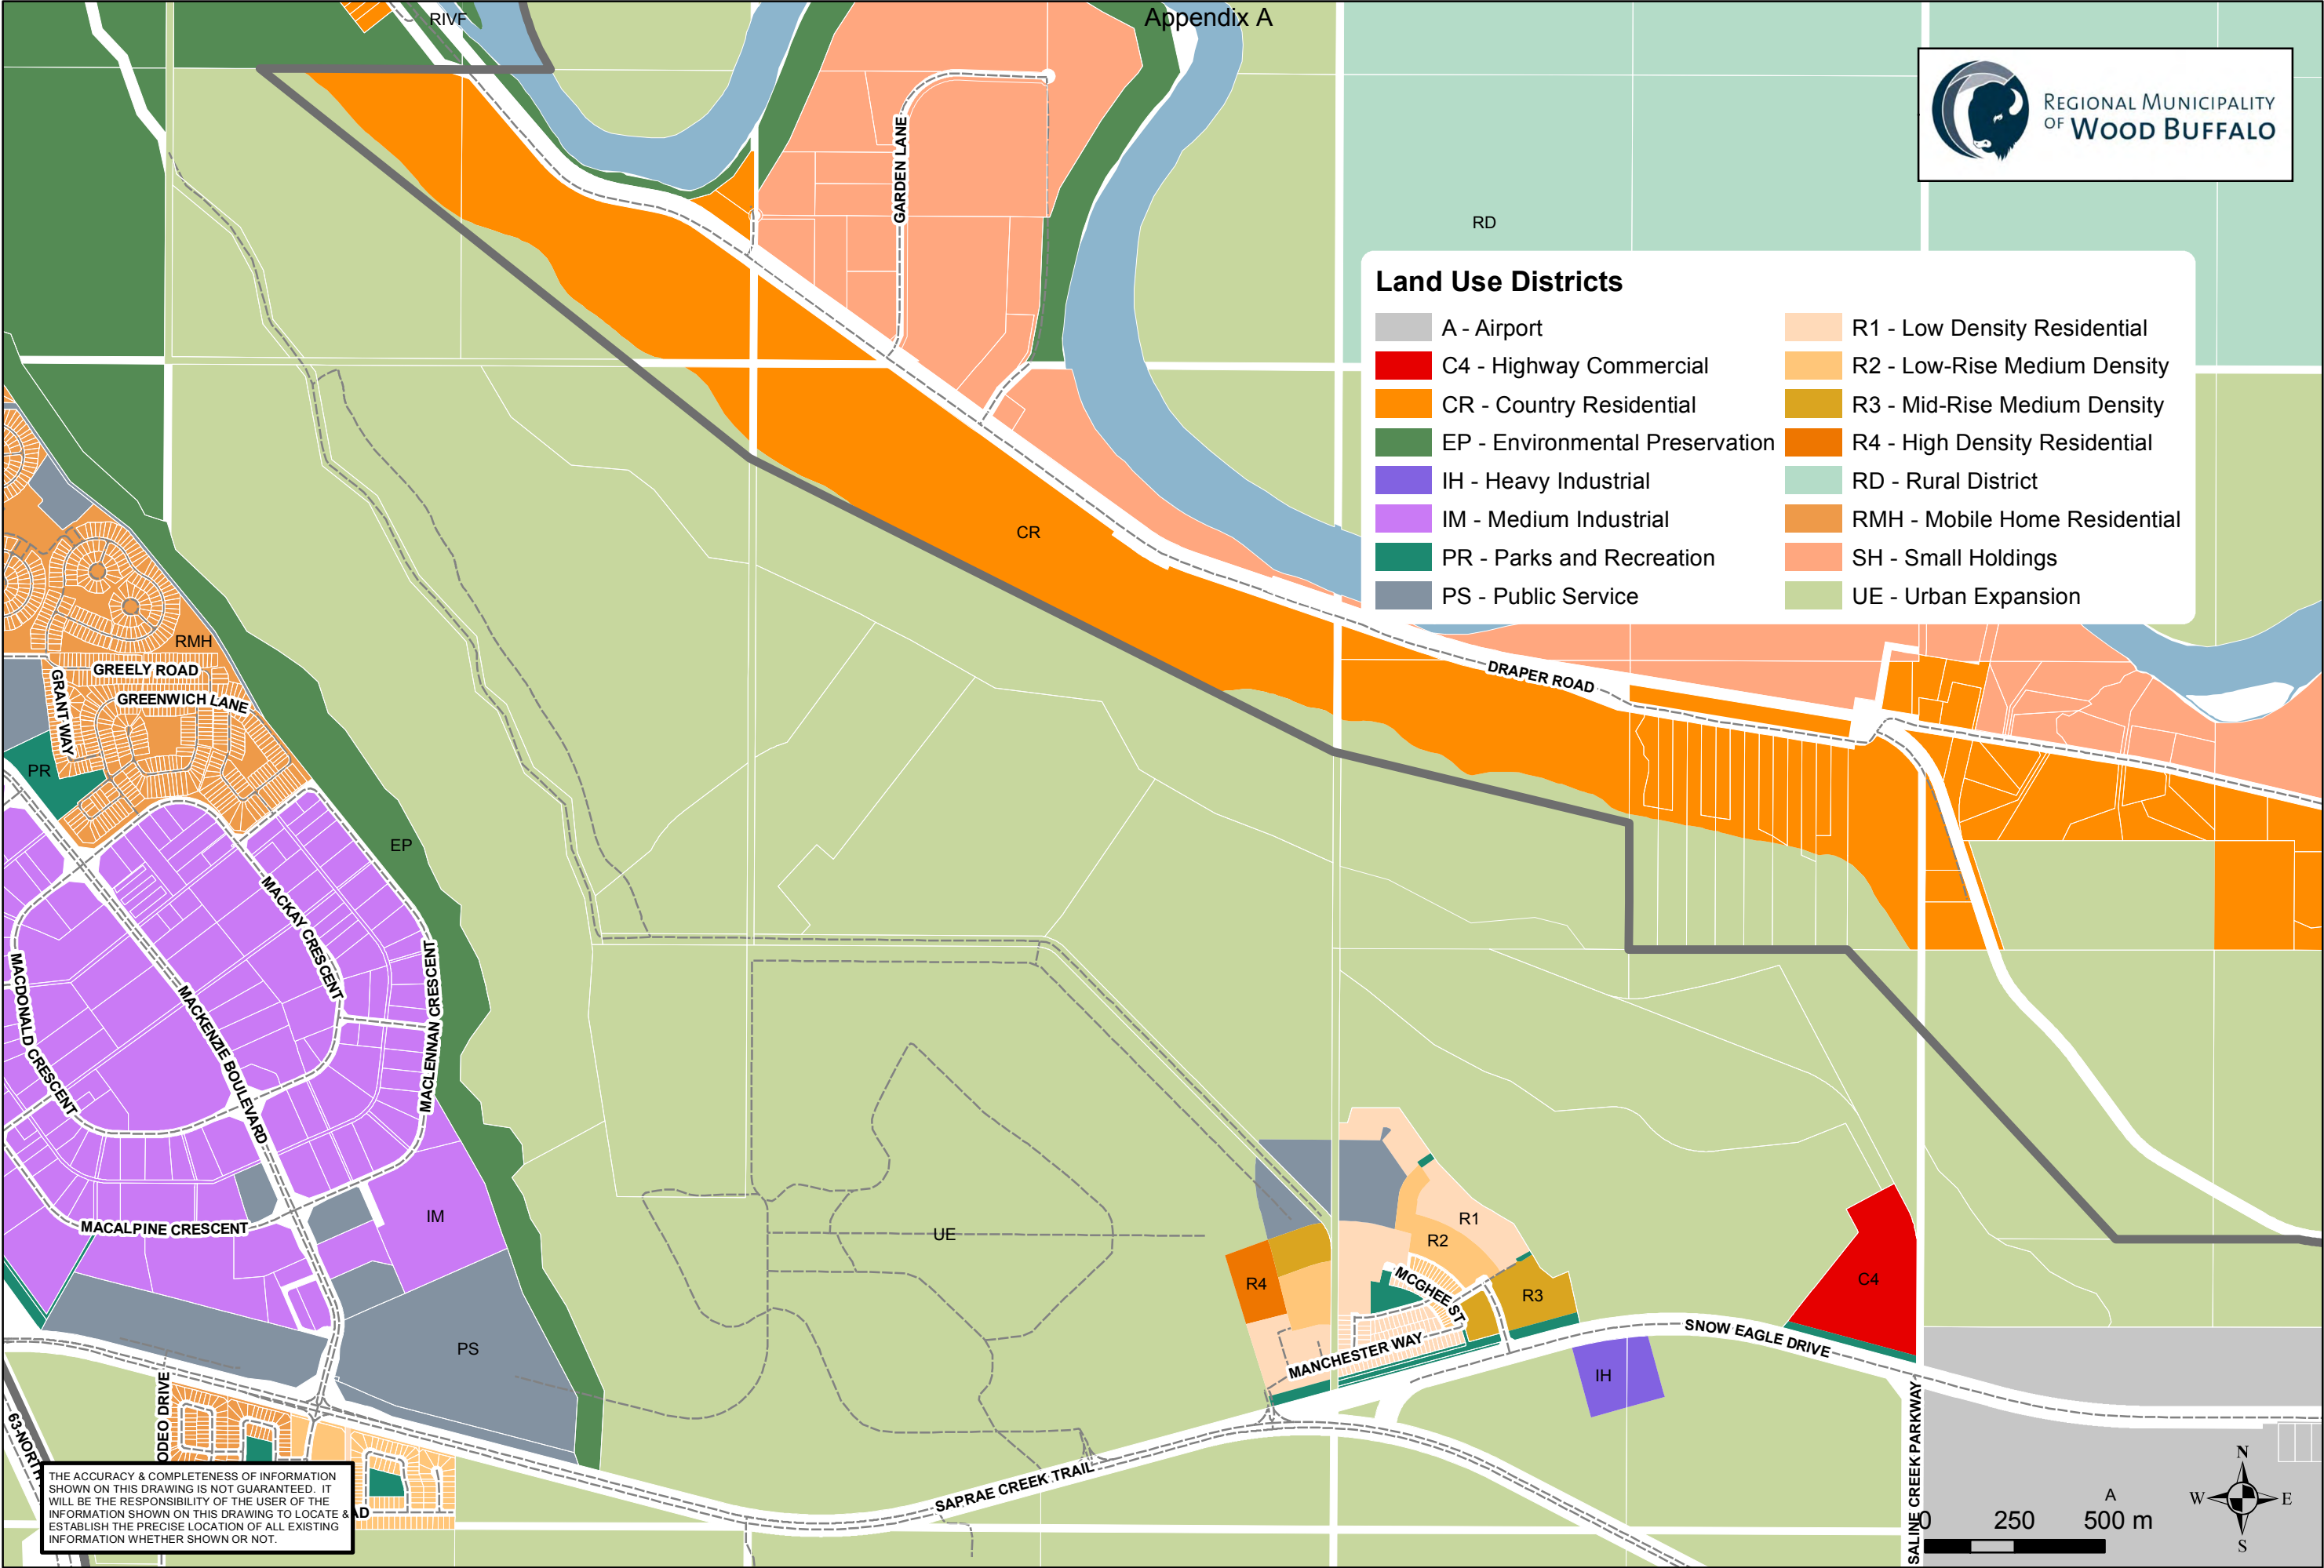 Appendix A
RIVF
REGIONAL MUNICIPALITY
OF WOOD BUFFALO
GARDEN LANE
RD
Land Use Districts
A - Airport
C4 - Highway Commercial
CR - Country Residential
EP - Environmental Preservation
IH - Heavy Industrial
IM - Medium Industrial
PR - Parks and Recreation
PS - Public Service
R1 - Low Density Residential
R2 - Low-Rise Medium Density
R3 - Mid-Rise Medium Density
R4 - High Density Residential
RD - Rural District
RMH - Mobile Home Residential
SH - Small Holdings
UE - Urban Expansion
CR
RMH
GREELY ROAD
GREENWICH LANE
GRANT WAY
DRAPER ROAD
PR
EP
MACKAY CRESCENT
MACDONALD CRESCENT
MACKENZIE BOULEVARD
MACLENNAN CRESCENT
MACALPINE CRESCENT
IM
UE
R1
R2
R4
MCGHEE ST
R3
C4
MANCHESTER WAY
SNOW EAGLE DRIVE
PS
IH
ODEO DRIVE
63-NORTH
SAPRAE CREEK TRAIL
SALINE CREEK PARKWAY
AD
THE ACCURACY & COMPLETENESS OF INFORMATION
SHOWN ON THIS DRAWING IS NOT GUARANTEED. IT
WILL BE THE RESPONSIBILITY OF THE USER OF THE
INFORMATION SHOWN ON THIS DRAWING TO LOCATE &
ESTABLISH THE PRECISE LOCATION OF ALL EXISTING
INFORMATION WHETHER SHOWN OR NOT.
A
0 250 500 m
N
W E
S